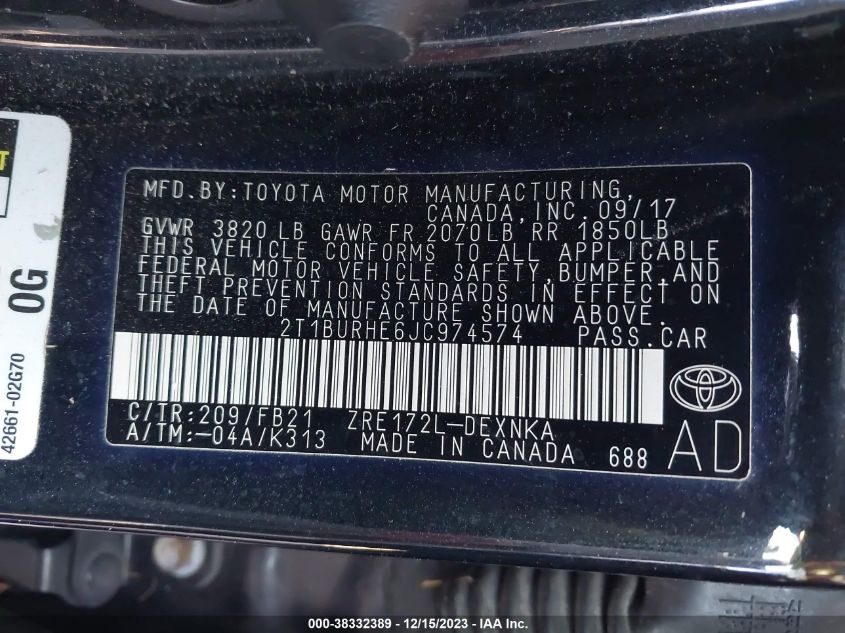 MFD.BY:TOYOTA MOTOR MANUFACTURING,
CANADA,INC. 09/17
GVWR 3820 LB GAWR FR 2070LB RR 1850LB
THIS VEHICLE CONFORMS TO ALL APPLICABLE
FEDERAL MOTOR VEHICLE SAFETY,BUMPER,AND
THEFT PREVENTION STANDARDS IN EFFECT ON
THE DATE OF MANUFACTURE SHOWN ABOVE.
2T1BURHE6JC974574 PASS.CAR
C/TR:209/FB21 ZRE172L-DEXNKA
A/TM:-04A/K313 MADE IN CANADA 688
AD
0G
42661-02G70
000-38332389 - 12/15/2023 - IAA Inc.